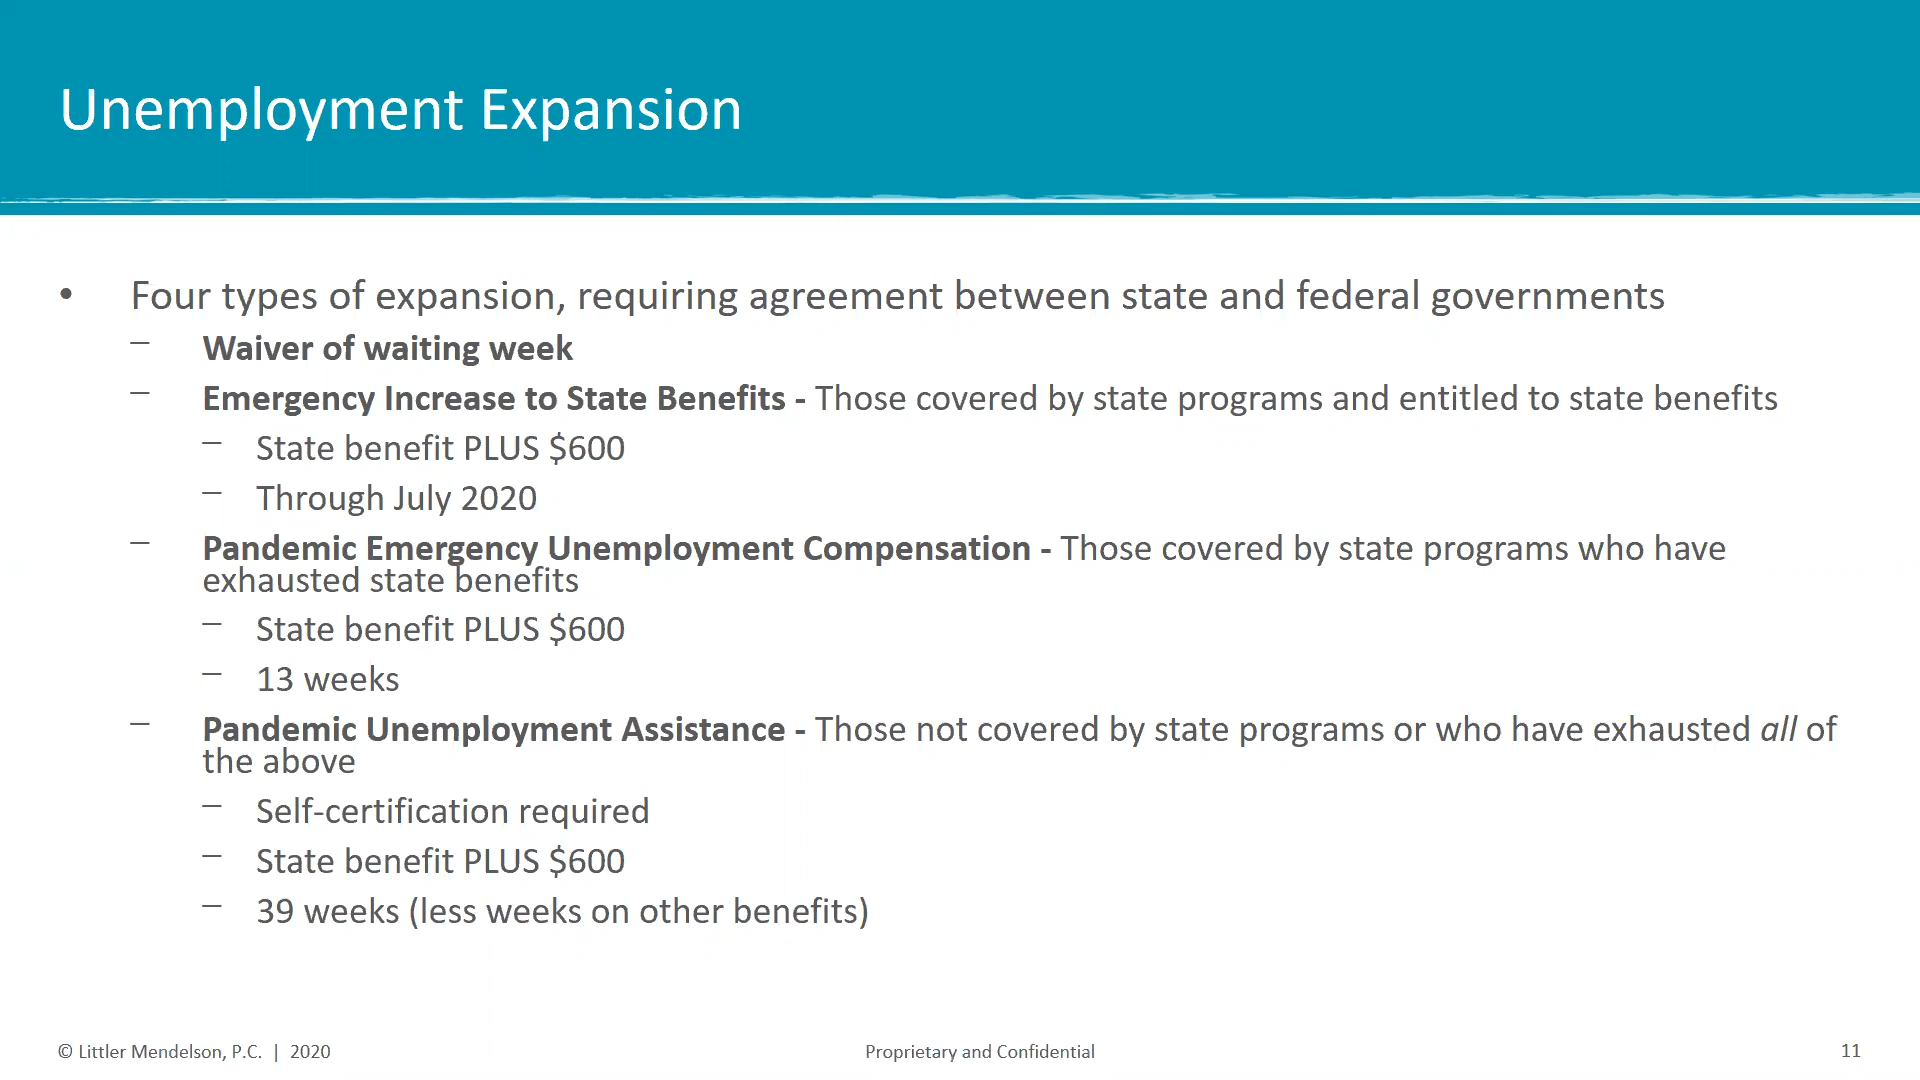 Unemployment Expansion
• Four types of expansion, requiring agreement between state and federal governments
– Waiver of waiting week
– Emergency Increase to State Benefits - Those covered by state programs and entitled to state benefits
– State benefit PLUS $600
– Through July 2020
– Pandemic Emergency Unemployment Compensation - Those covered by state programs who have
exhausted state benefits
– State benefit PLUS $600
– 13 weeks
– Pandemic Unemployment Assistance - Those not covered by state programs or who have exhausted all of
the above
– Self-certification required
– State benefit PLUS $600
– 39 weeks (less weeks on other benefits)
© Littler Mendelson, P.C. | 2020
Proprietary and Confidential
11